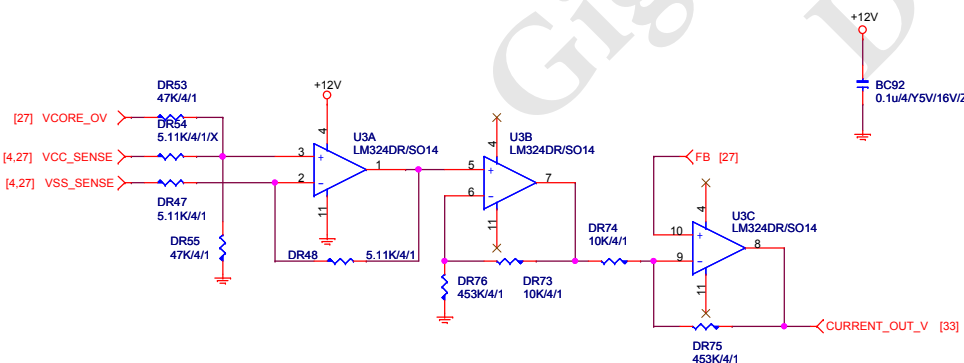 +12V
BC92
0.1u/4/Y5V/16V/Z
DR53
47K/4/1
+12V
[27] VCORE_OV
DR54
5.11K/4/1/X
4
U3A
LM324DR/SO14
U3B
LM324DR/SO14
4
[4,27] VCC_SENSE
3
+
1
5
+
FB [27]
[4,27] VSS_SENSE
2
-
6
-
7
4
U3C
LM324DR/SO14
DR47
5.11K/4/1
11
11
DR74
10K/4/1
10
+
8
9
-
DR55
47K/4/1
DR48
5.11K/4/1
DR76
453K/4/1
DR73
10K/4/1
11
CURRENT_OUT_V [33]
DR75
453K/4/1
Gig